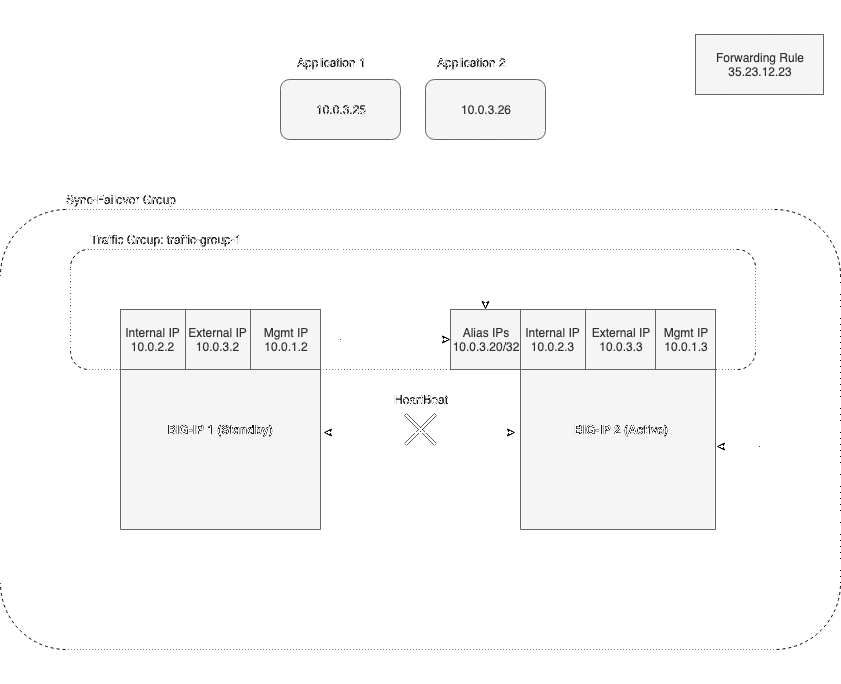 Application 1
Application 2
Forwarding Rule
35.23.12.23
10.0.3.25
10.0.3.26
Sync-Failover Group
Traffic Group: traffic-group-1
Internal IP
10.0.2.2
External IP
10.0.3.2
Mgmt IP
10.0.1.2
Alias IPs
10.0.3.20/32
Internal IP
10.0.2.3
External IP
10.0.3.3
Mgmt IP
10.0.1.3
HeartBeat
BIG-IP 1 (Standby)
BIG-IP 2 (Active)